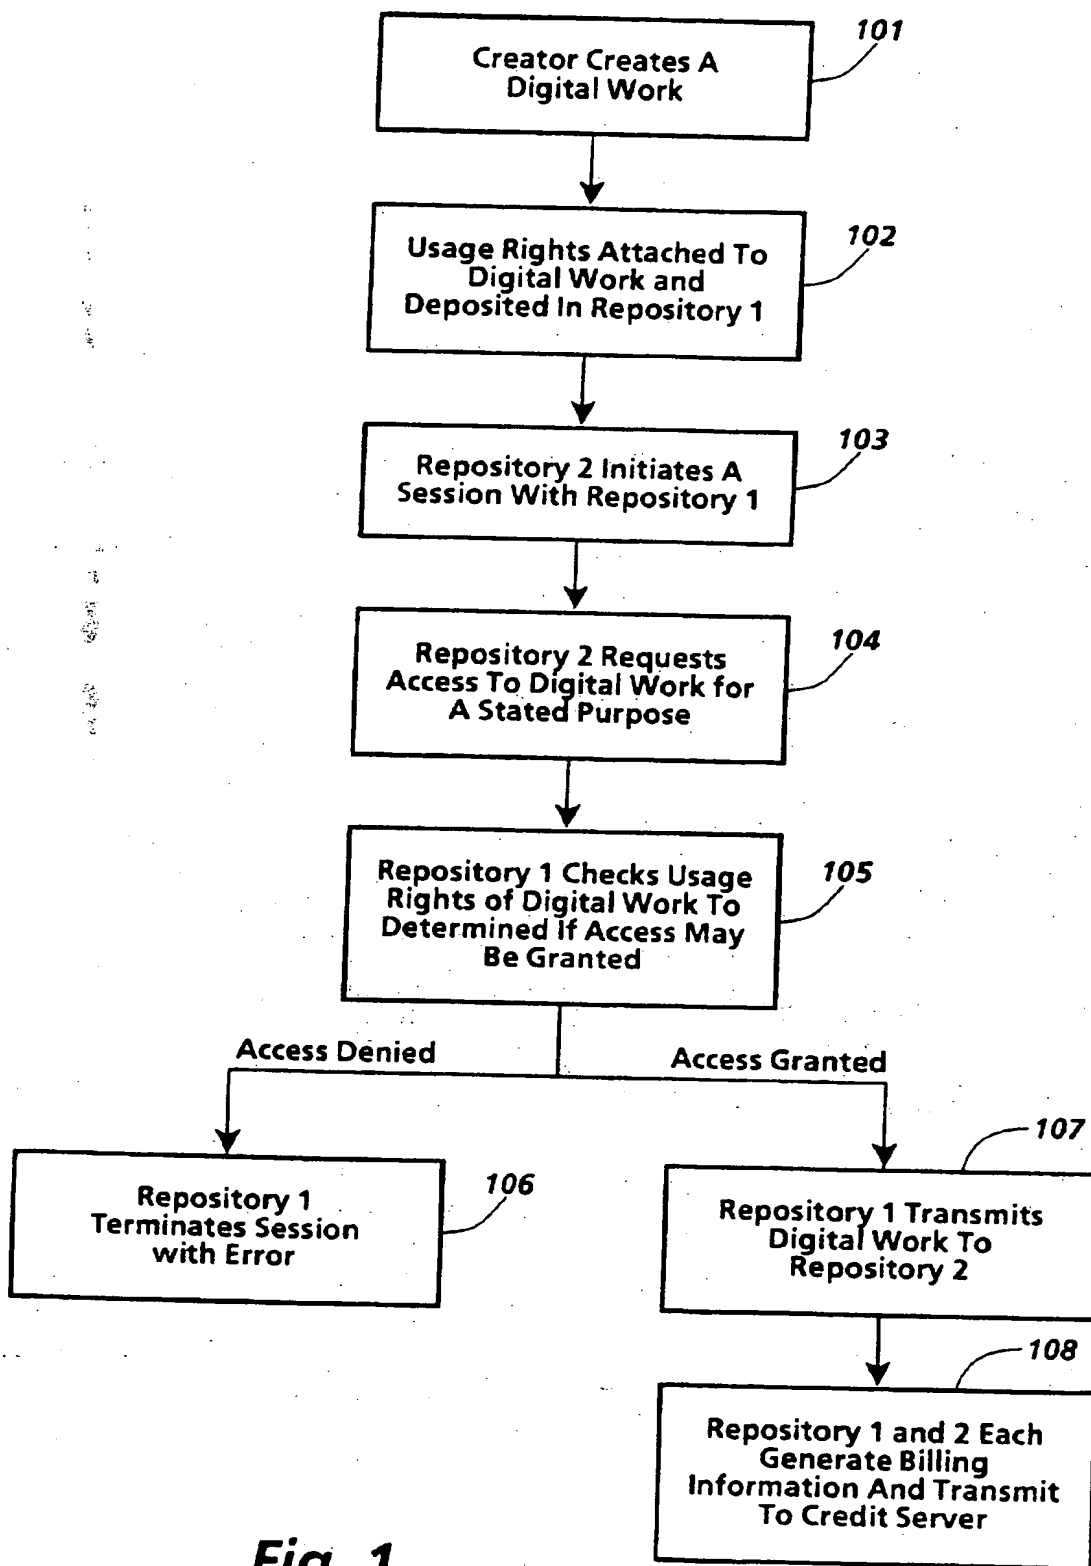 101
Creator Creates A
Digital Work
102
Usage Rights Attached To
Digital Work and
Deposited In Repository 1
103
Repository 2 Initiates A
Session With Repository 1
104
Repository 2 Requests
Access To Digital Work for
A Stated Purpose
105
Repository 1 Checks Usage
Rights of Digital Work To
Determined If Access May
Be Granted
Access Denied
Access Granted
106
Repository 1
Terminates Session
with Error
107
Repository 1 Transmits
Digital Work To
Repository 2
108
Repository 1 and 2 Each
Generate Billing
Information And Transmit
To Credit Server
Fig. 1